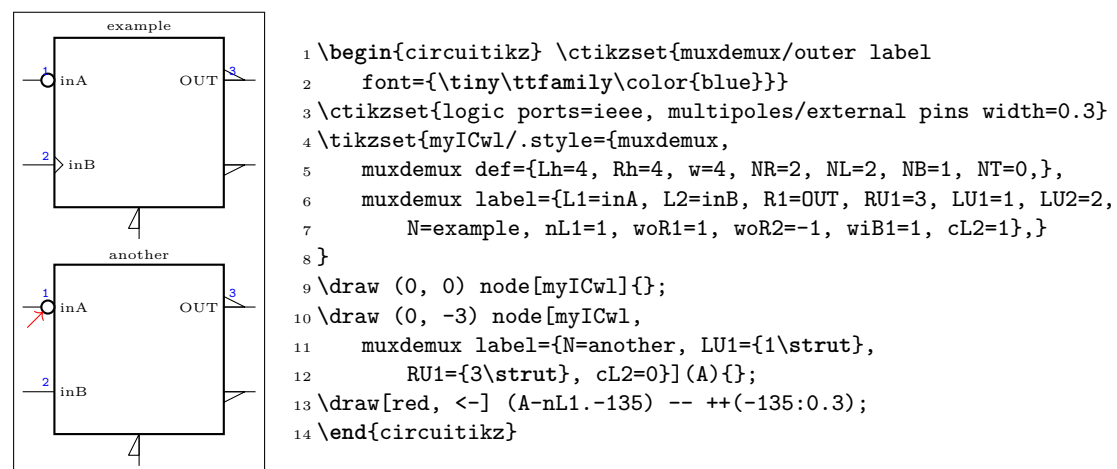 example
1 inA OUT 3
2 inB
another
1 inA OUT 3
2 inB
1 \begin{circuitikz} \ctikzset{muxdemux/outer label
2 font={\tiny\ttfamily\color{blue}}}
3 \ctikzset{logic ports=ieee, multipoles/external pins width=0.3}
4 \tikzset{myICwl/.style={muxdemux,
5 muxdemux def={Lh=4, Rh=4, w=4, NR=2, NL=2, NB=1, NT=0,},
6 muxdemux label={L1=inA, L2=inB, R1=OUT, RU1=3, LU1=1, LU2=2,
7 N=example, nL1=1, woR1=1, woR2=-1, wiB1=1, cL2=1},}
8 }
9 \draw (0, 0) node[myICwl]{};
10 \draw (0, -3) node[myICwl,
11 muxdemux label={N=another, LU1={1\strut},
12 RU1={3\strut}, cL2=0}](A){};
13 \draw[red, <-] (A-nL1.-135) -- ++(-135:0.3);
14 \end{circuitikz}